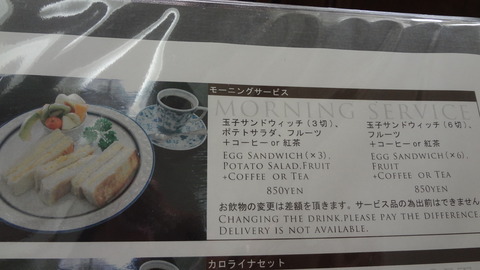 モーニングサービス
MORNING SERVICE
玉子サンドウィッチ(3切)、
ポテトサラダ、フルーツ
+コーヒー or 紅茶
EGG SANDWICH(×3).
POTATO SALAD,FRUIT
+COFFEE OR TEA
850YEN
玉子サンドウィッチ(6切)、
フルーツ
+コーヒー or 紅茶
EGG SANDWICH(×6).
FRUIT
+COFFEE OR TEA
850YEN
お飲物の変更は差額を頂きます。サービス品の為出前はできません
CHANGING THE DRINK,PLEASE PAY THE DIFFERENCE.
DELIVERY IS NOT AVAILABLE.
カロライナセット